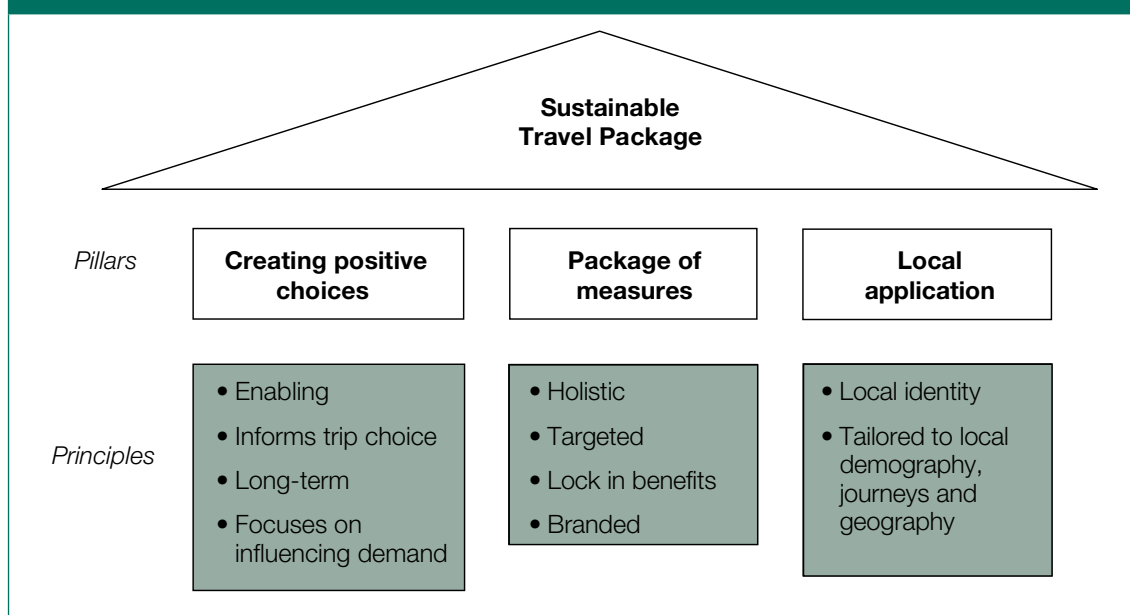 Sustainable
Travel Package
Pillars
Creating positive
choices
Package of
measures
Local
application
Principles
• Enabling
• Informs trip choice
• Long-term
• Focuses on
influencing demand
• Holistic
• Targeted
• Lock in benefits
• Branded
• Local identity
• Tailored to local
demography,
journeys and
geography